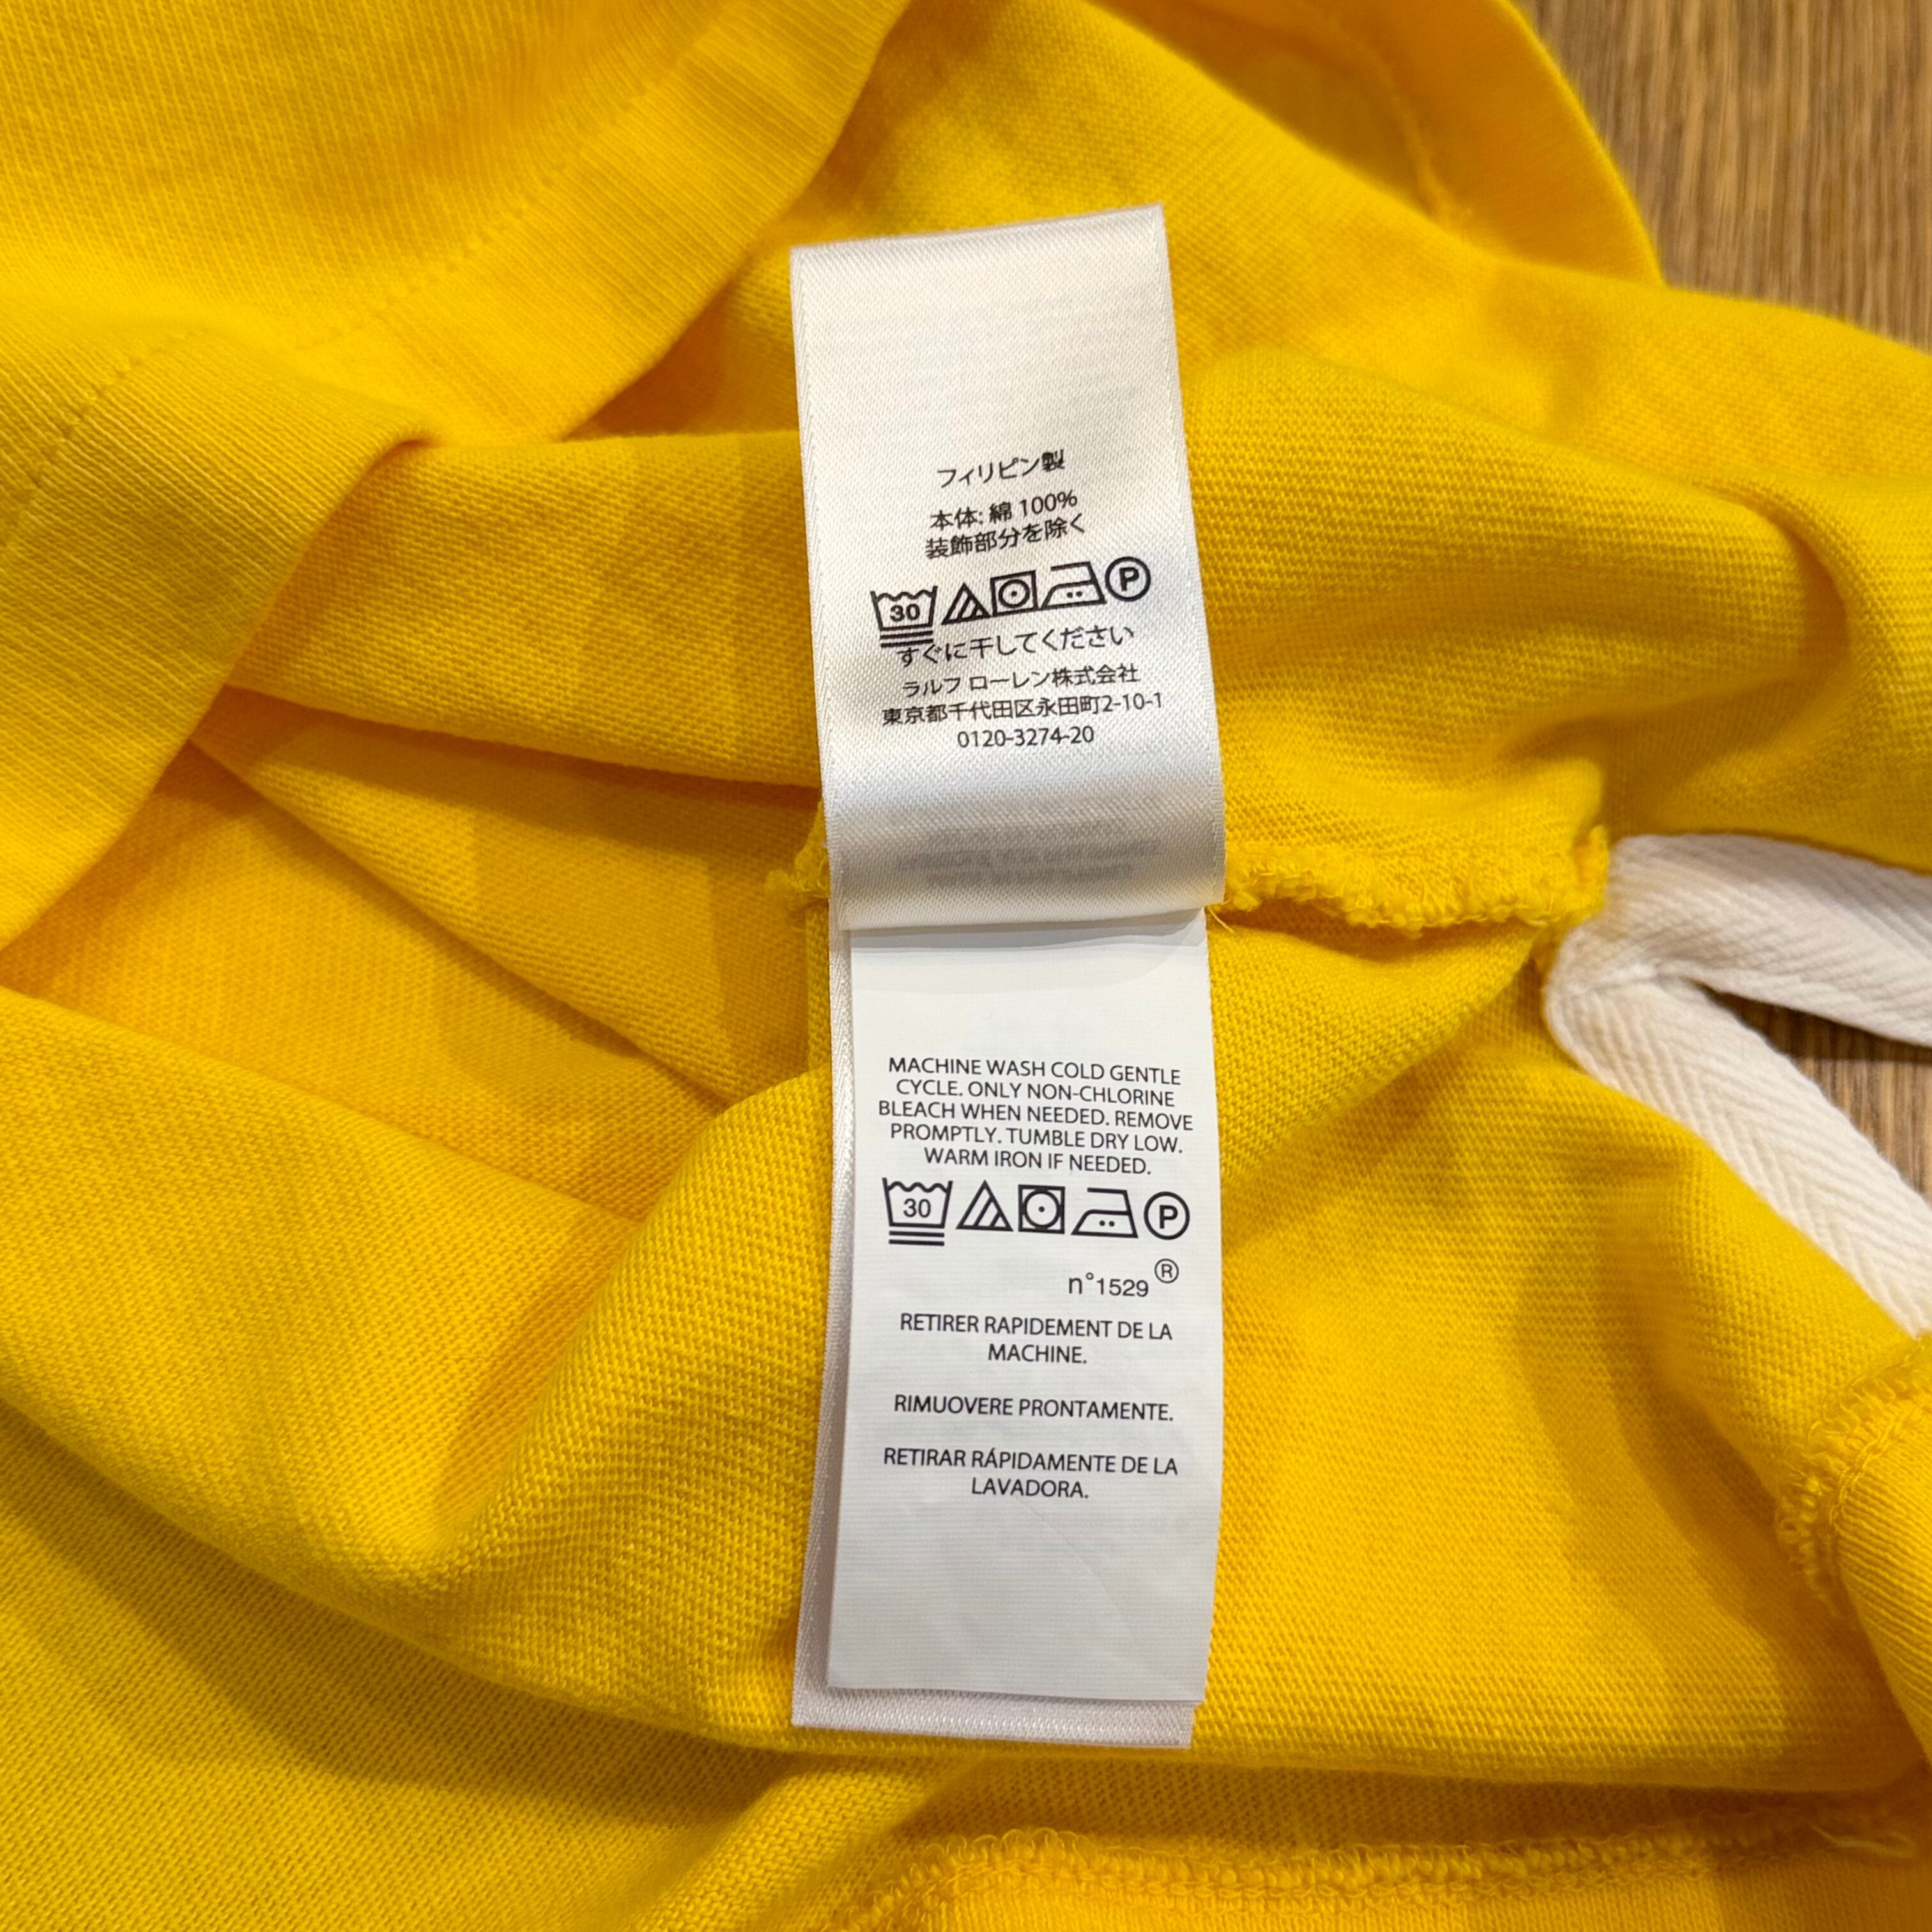 フィリピン製
本体: 綿 100%
装飾部分を除く
30 P
すぐに干してください
ラルフ ローレン株式会社
東京都千代田区永田町2-10-1
0120-3274-20
MACHINE WASH COLD GENTLE
CYCLE. ONLY NON-CHLORINE
BLEACH WHEN NEEDED. REMOVE
PROMPTLY. TUMBLE DRY LOW.
WARM IRON IF NEEDED.
30 P
n°1529 ®
RETIRER RAPIDEMENT DE LA
MACHINE.
RIMUOVERE PRONTAMENTE.
RETIRAR RÁPIDAMENTE DE LA
LAVADORA.